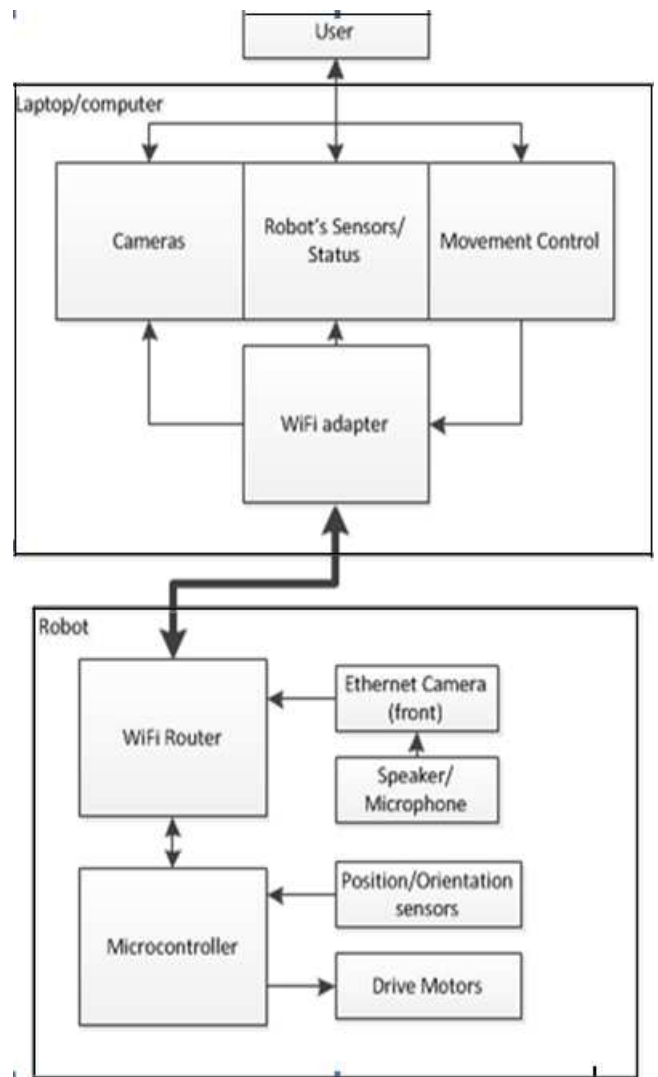 User
Laptop/computer
Cameras
Robot's Sensors/
Status
Movement Control
WiFi adapter
Robot
WiFi Router
Ethernet Camera
(front)
Speaker/
Microphone
Microcontroller
Position/Orientation
sensors
Drive Motors